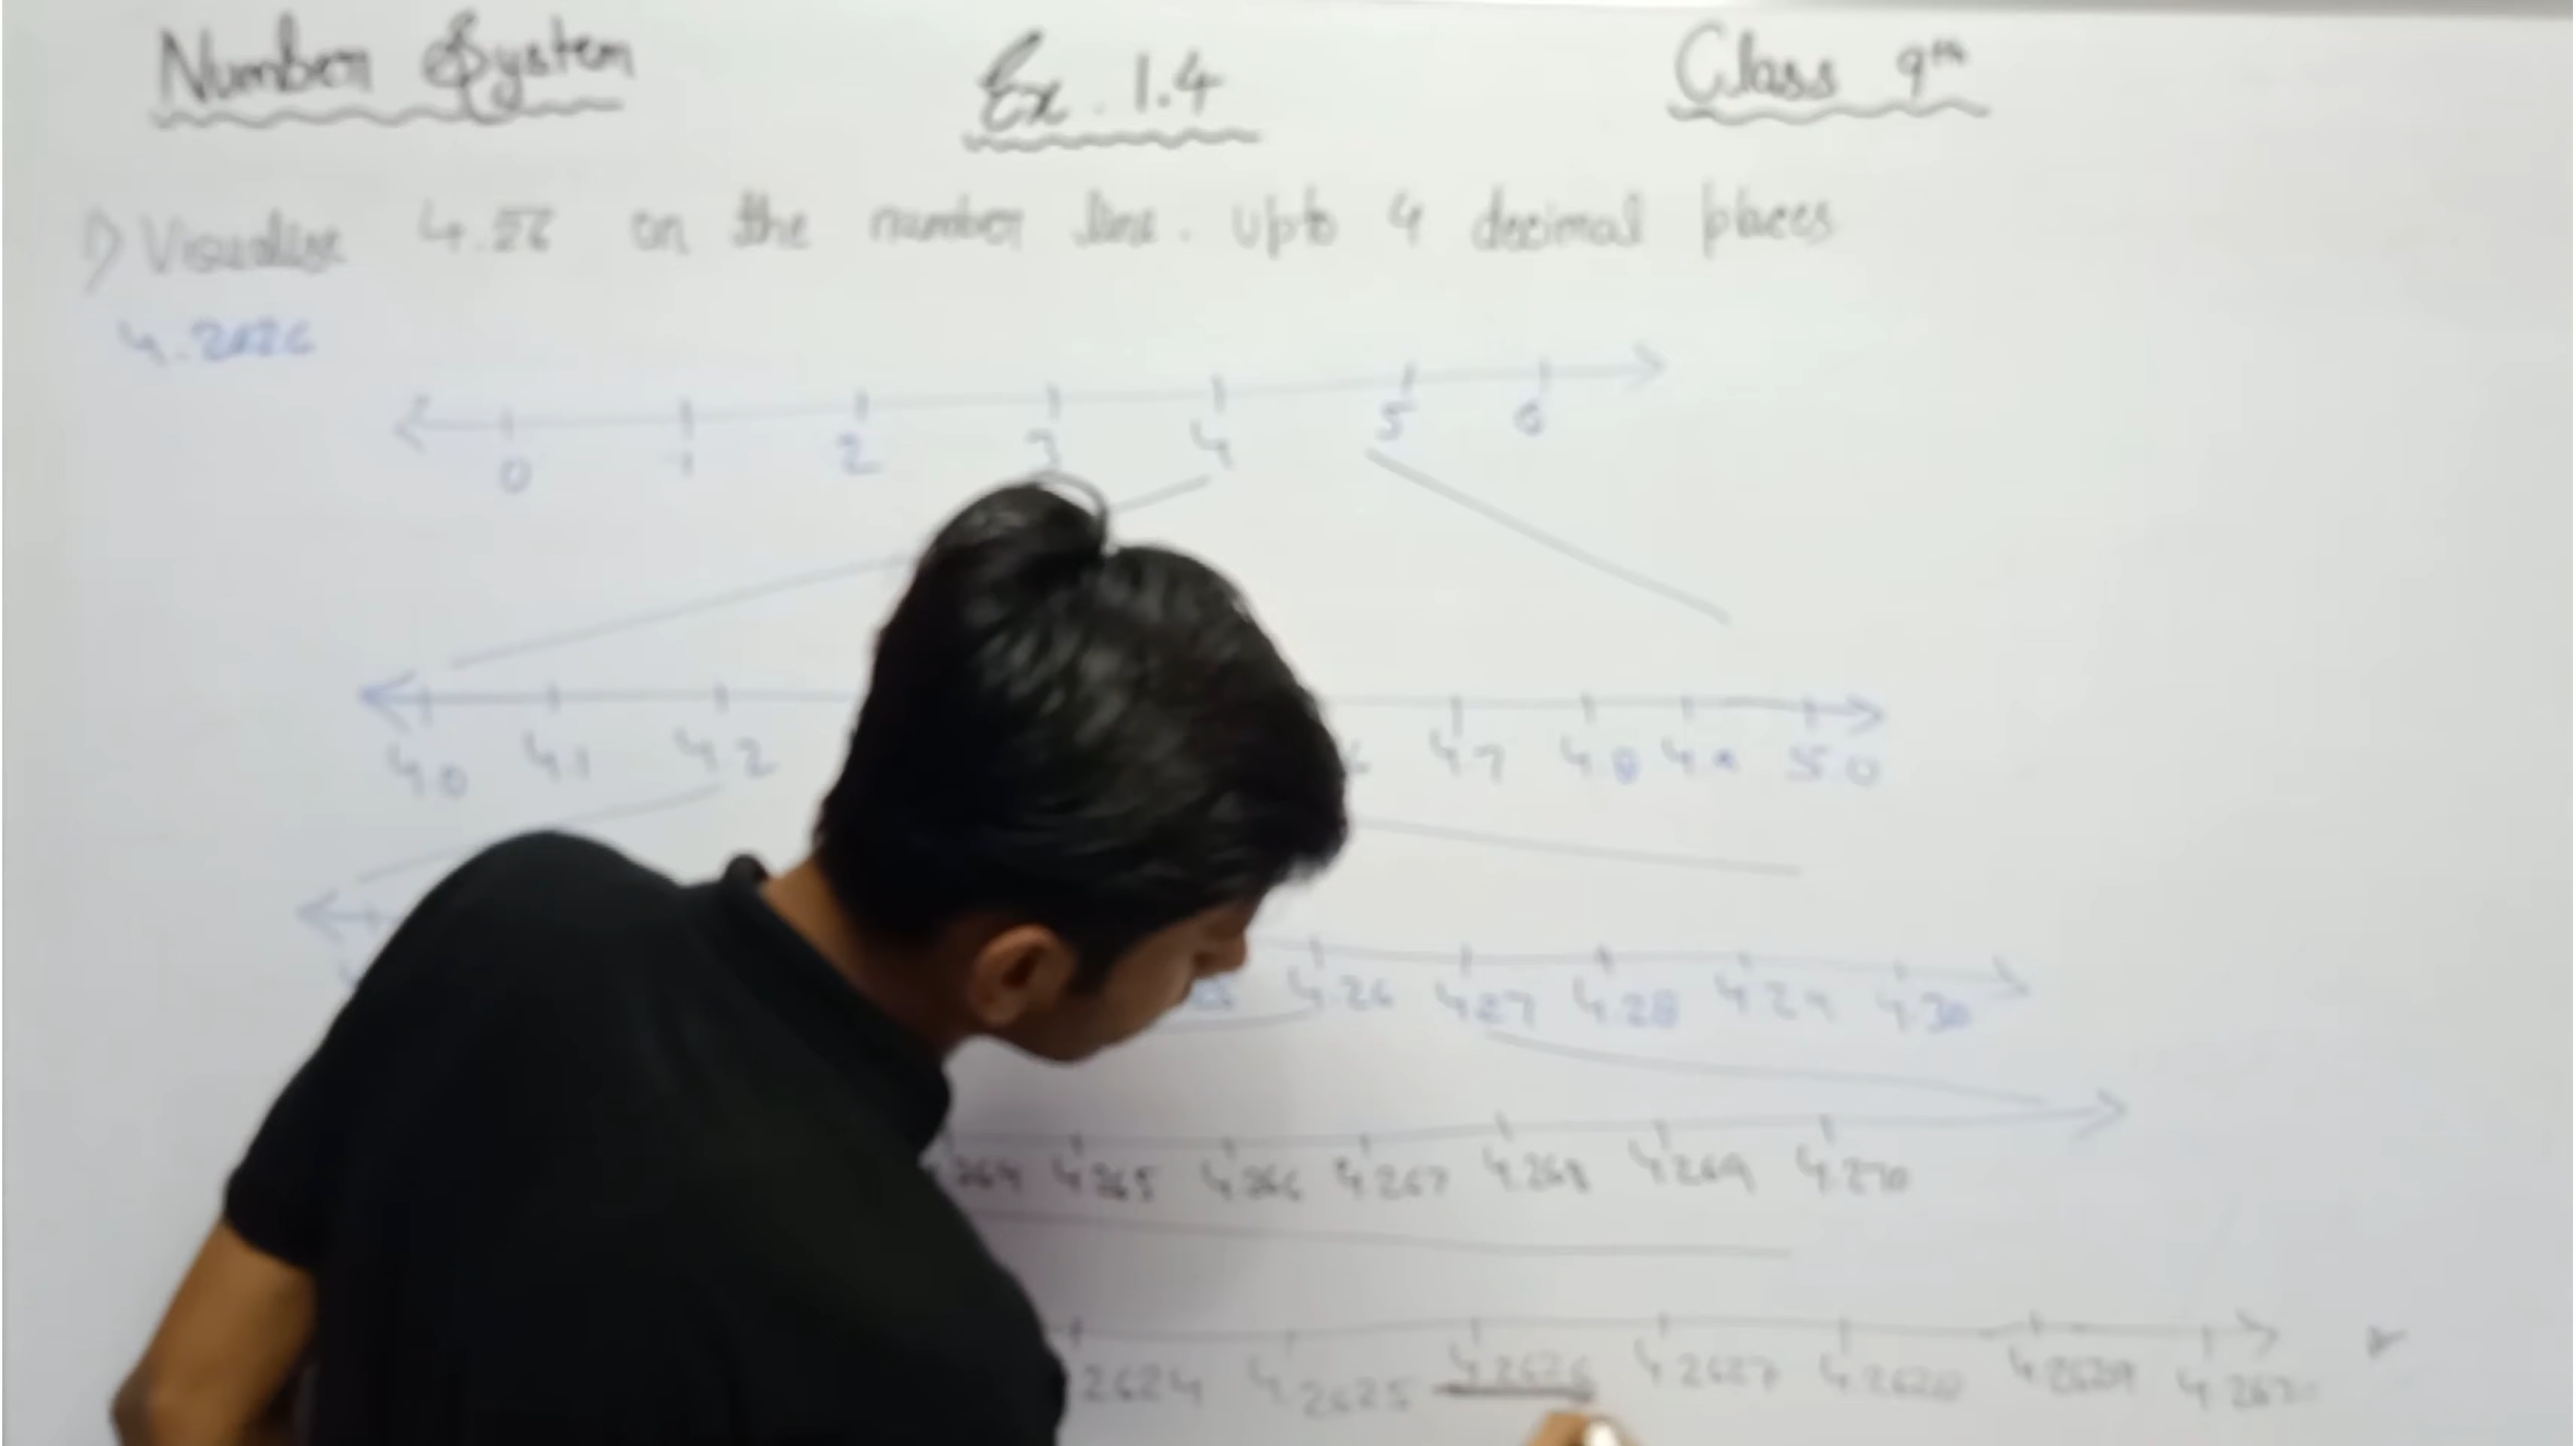 Number System
Ex. 1.4
Class 9th
1) Visualise 4.26 on the number line. upto 4 decimal places
4.2626
0 1 2 3 4 5 6
4.0 4.1 4.2 4.7 4.8 4.9 5.0
4.26 4.27 4.28 4.29 4.30
264 4.265 4.266 4.267 4.268 4.269 4.270
2624 4.2625 4.2626 4.2627 4.2628 4.2629 4.2630